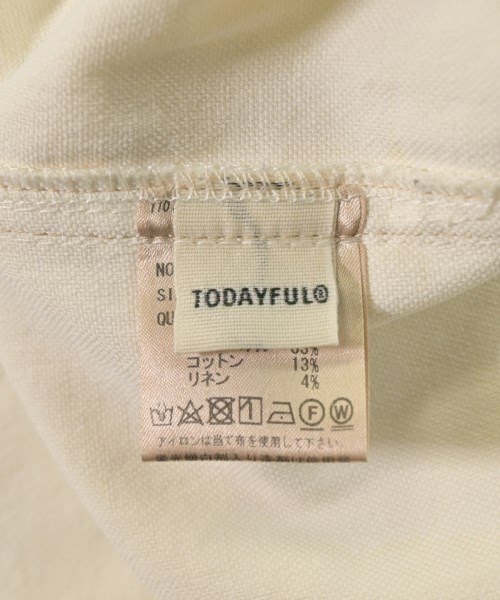 NO
SI
QU
TODAYFUL®
83%
コットン 13%
リネン 4%
F W
アイロンは当て布を使用して下さい。